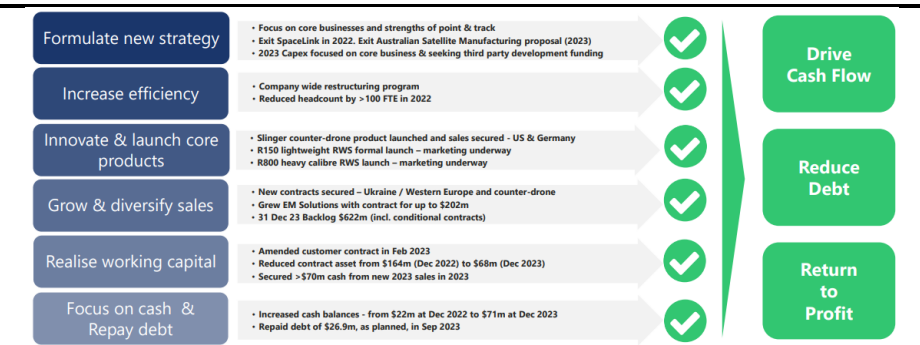 Formulate new strategy
• Focus on core businesses and strengths of point & track
• Exit SpaceLink in 2022. Exit Australian Satellite Manufacturing proposal (2023)
• 2023 Capex focused on core business & seeking third party development funding
Increase efficiency
• Company wide restructuring program
• Reduced headcount by >100 FTE in 2022
Innovate & launch core
products
• Slinger counter-drone product launched and sales secured - US & Germany
• R150 lightweight RWS formal launch – marketing underway
• R800 heavy calibre RWS launch – marketing underway
Grow & diversify sales
• New contracts secured – Ukraine / Western Europe and counter-drone
• Grew EM Solutions with contract for up to $202m
• 31 Dec 23 Backlog $622m (incl. conditional contracts)
Realise working capital
• Amended customer contract in Feb 2023
• Reduced contract asset from $164m (Dec 2022) to $68m (Dec 2023)
• Secured >$70m cash from new 2023 sales in 2023
Focus on cash &
Repay debt
• Increased cash balances - from $22m at Dec 2022 to $71m at Dec 2023
• Repaid debt of $26.9m, as planned, in Sep 2023
Drive
Cash Flow
Reduce
Debt
Return
to
Profit